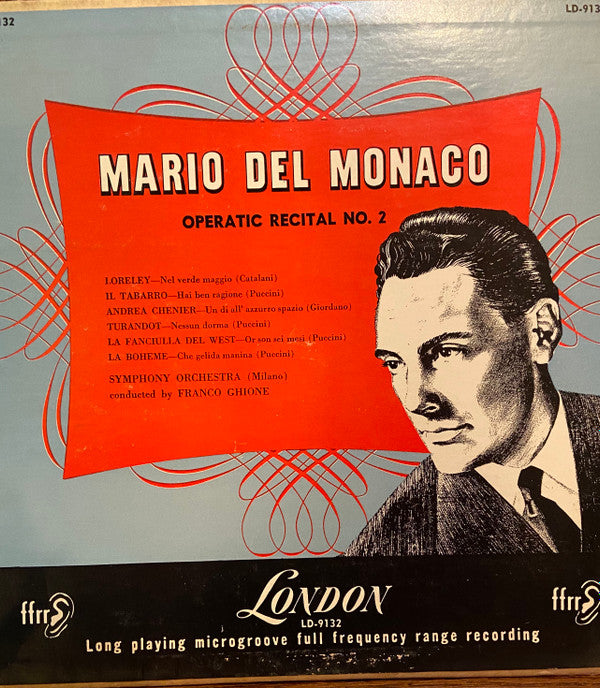 132
LD-913
MARIO DEL MONACO
OPERATIC RECITAL NO. 2
LORELEY—Nel verde maggio (Catalani)
IL TABARRO—Hai ben ragione (Puccini)
ANDREA CHENIER—Un di all' azzurro spazio (Giordano)
TURANDOT—Nessun dorma (Puccini)
LA FANCIULLA DEL WEST—Or son sei mesi (Puccini)
LA BOHEME—Che gelida manina (Puccini)
SYMPHONY ORCHESTRA (Milano)
conducted by FRANCO GHIONE
ffrr
LONDON
ffrr
LD-9132
Long playing microgroove full frequency range recording